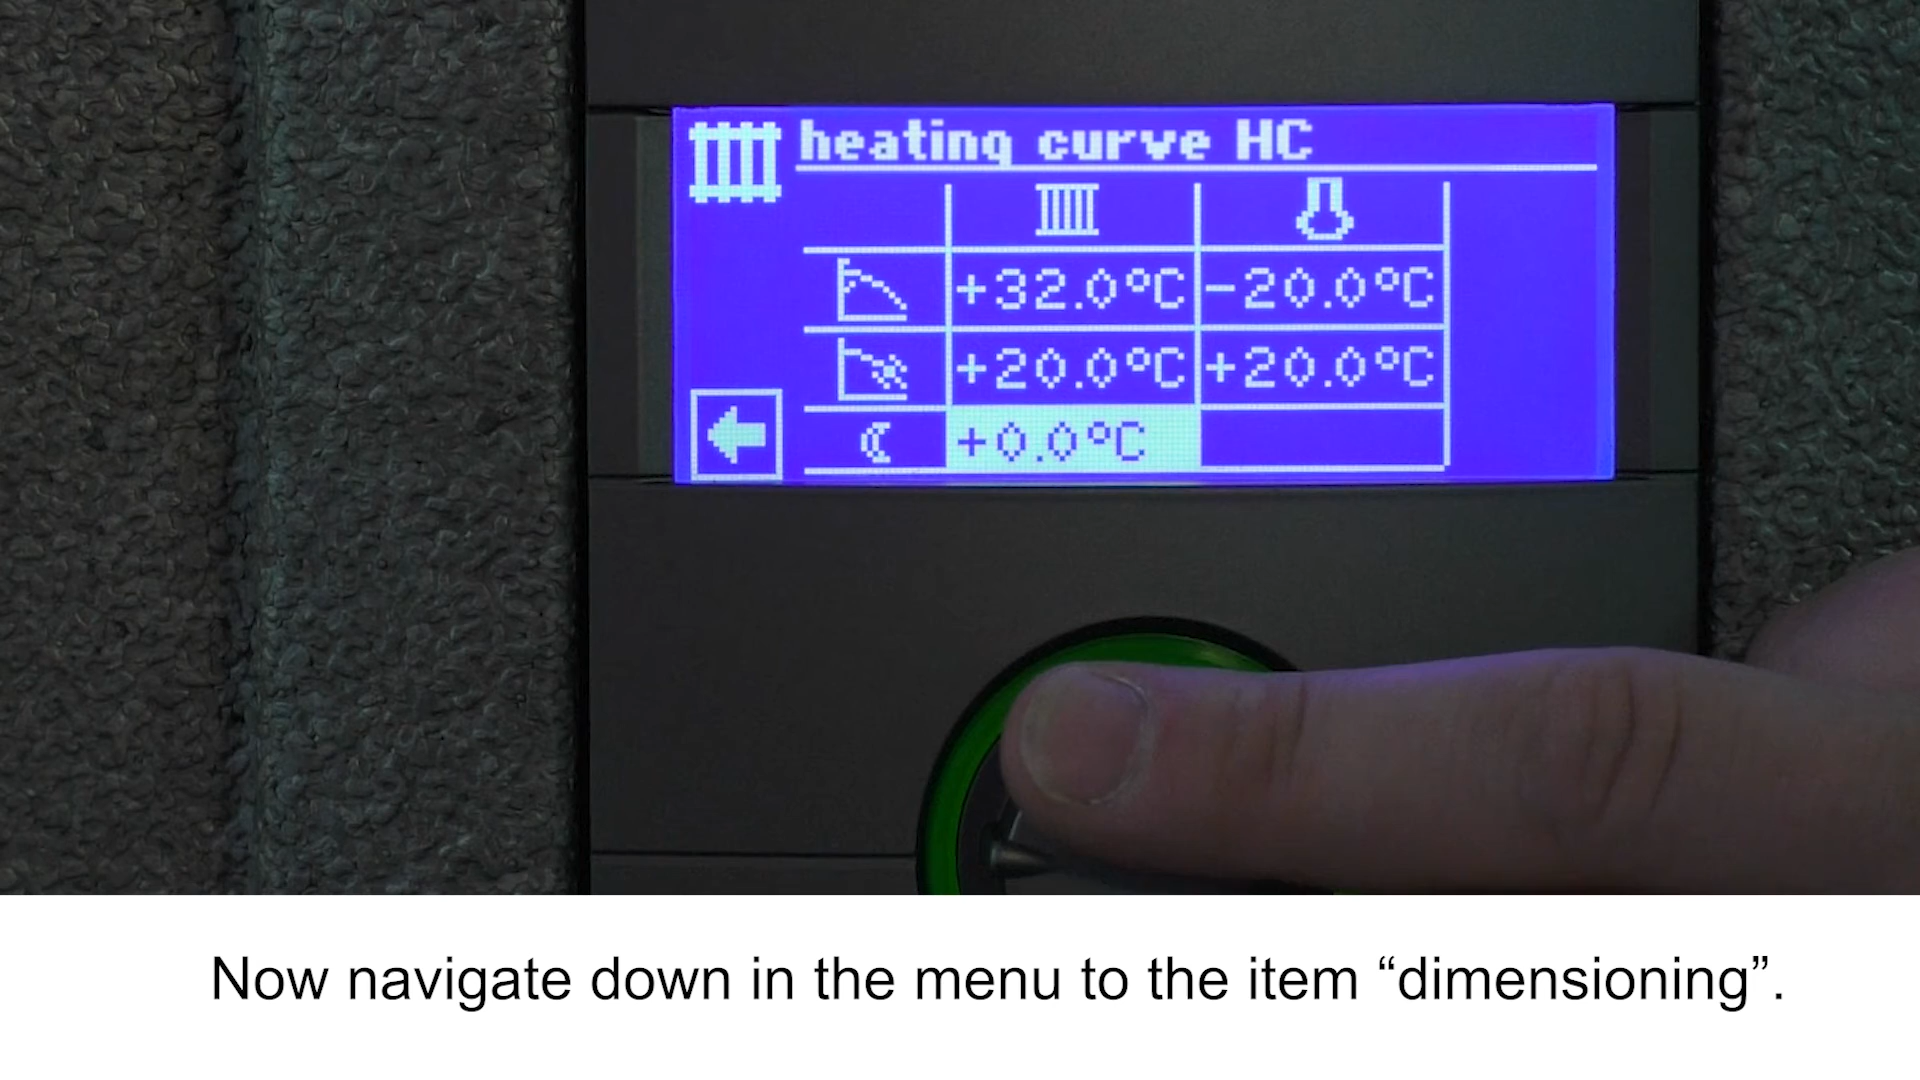 heating curve HC
+32.0°C -20.0°C
+20.0°C +20.0°C
+0.0°C
Now navigate down in the menu to the item “dimensioning”.